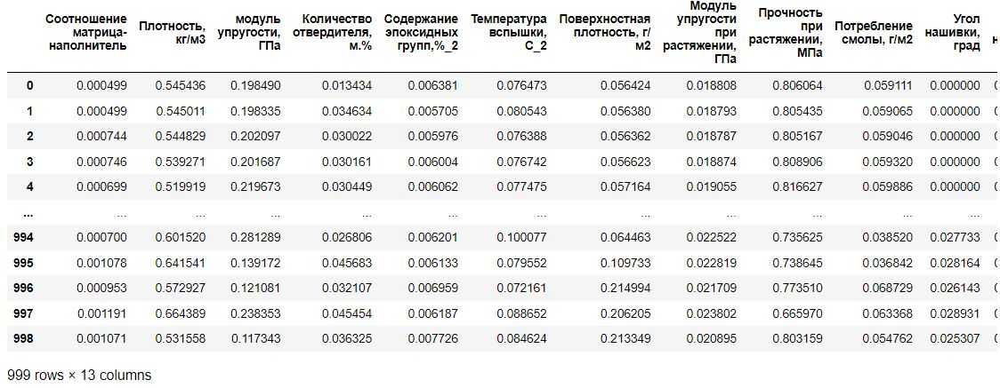 Соотношение матрица-наполнитель Плотность, кг/м3 модуль упругости, ГПа Количество отвердителя, м.% Содержание эпоксидных групп,%_2 Температура вспышки, С_2 Поверхностная плотность, г/м2 Модуль упругости при растяжении, ГПа Прочность при растяжении, МПа Потребление смолы, г/м2 Угол нашивки, град
0 0.000499 0.545436 0.198490 0.013434 0.006381 0.076473 0.056424 0.018808 0.806064 0.059111 0.000000
1 0.000499 0.545011 0.198335 0.034634 0.005705 0.080543 0.056380 0.018793 0.805435 0.059065 0.000000
2 0.000744 0.544829 0.202097 0.030022 0.005976 0.076388 0.056362 0.018787 0.805167 0.059046 0.000000
3 0.000746 0.539271 0.201687 0.030161 0.006004 0.076742 0.056623 0.018874 0.808906 0.059320 0.000000
4 0.000699 0.519919 0.219673 0.030449 0.006062 0.077475 0.057164 0.019055 0.816627 0.059886 0.000000
... ... ... ... ... ... ... ... ... ... ... ...
994 0.000700 0.601520 0.281289 0.026806 0.006201 0.100077 0.064463 0.022522 0.735625 0.038520 0.027733
995 0.001078 0.641541 0.139172 0.045683 0.006133 0.079552 0.109733 0.022819 0.738645 0.036842 0.028164
996 0.000953 0.572927 0.121081 0.032107 0.006959 0.072161 0.214994 0.021709 0.773510 0.068729 0.026143
997 0.001191 0.664389 0.238353 0.045454 0.006187 0.088652 0.206205 0.023802 0.665970 0.063368 0.028931
998 0.001071 0.531558 0.117343 0.036325 0.007726 0.084624 0.213349 0.020895 0.803159 0.054762 0.025307
999 rows × 13 columns